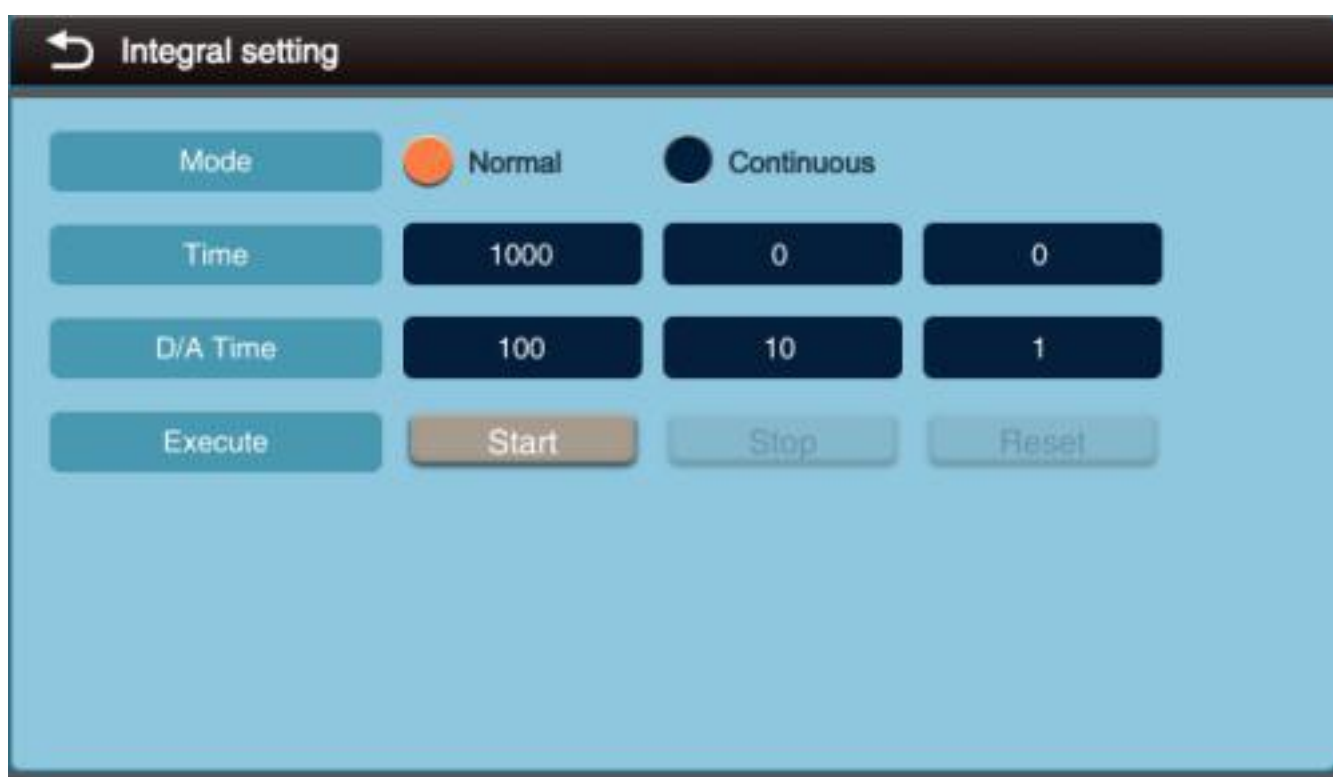 Integral setting
Mode Normal Continuous
Time 1000 0 0
D/A Time 100 10 1
Execute Start Stop Reset